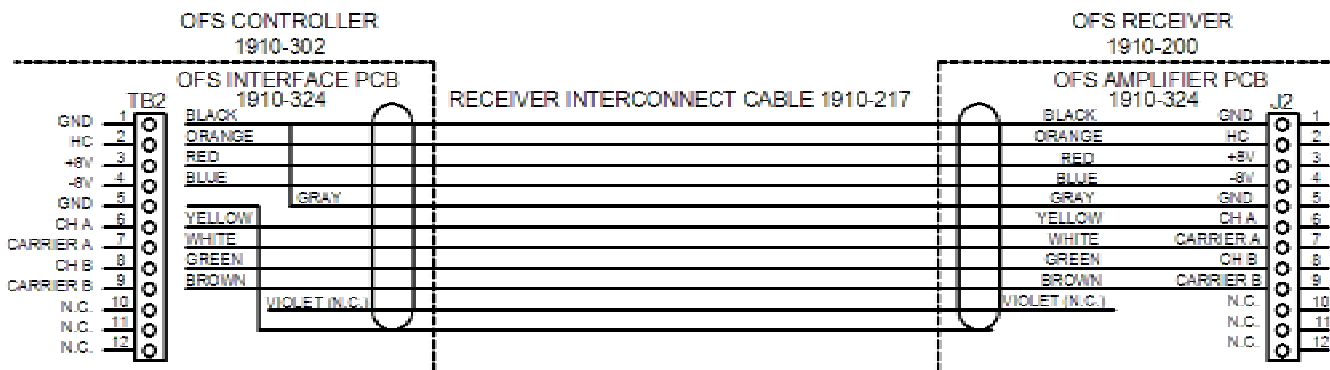 OFS CONTROLLER
1910-302
OFS INTERFACE PCB
1910-324
TB2
RECEIVER INTERCONNECT CABLE 1910-217
OFS RECEIVER
1910-200
OFS AMPLIFIER PCB
1910-324
J2
GND 1 BLACK BLACK GND 1
HC 2 ORANGE ORANGE HC 2
+8V 3 RED RED +8V 3
-8V 4 BLUE BLUE -8V 4
GND 5 GRAY GRAY GND 5
CH A 6 YELLOW YELLOW CH A 6
CARRIER A 7 WHITE WHITE CARRIER A 7
CH B 8 GREEN GREEN CH B 8
CARRIER B 9 BROWN BROWN CARRIER B 9
N.C. 10 VIOLET (N.C.) VIOLET (N.C.) N.C. 10
N.C. 11 N.C. 11
N.C. 12 N.C. 12